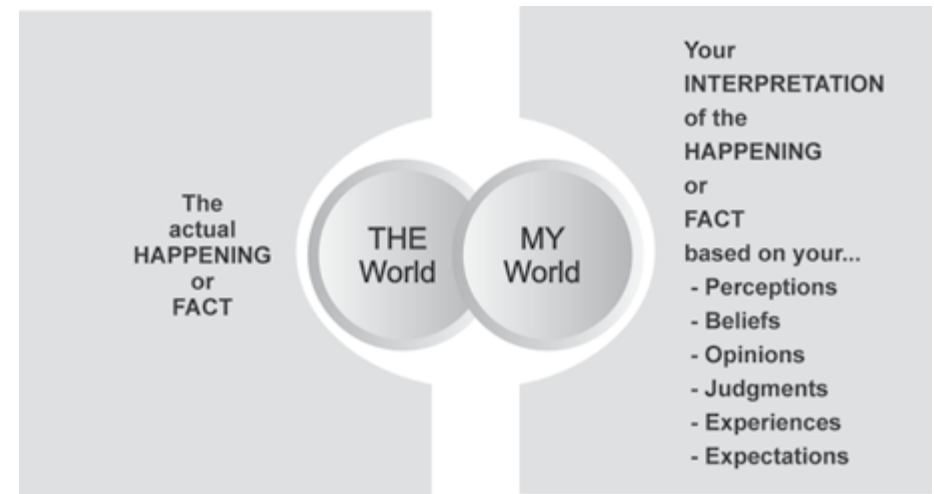 The
actual
HAPPENING
or
FACT
THE
World
MY
World
Your
INTERPRETATION
of the
HAPPENING
or
FACT
based on your...
- Perceptions
- Beliefs
- Opinions
- Judgments
- Experiences
- Expectations